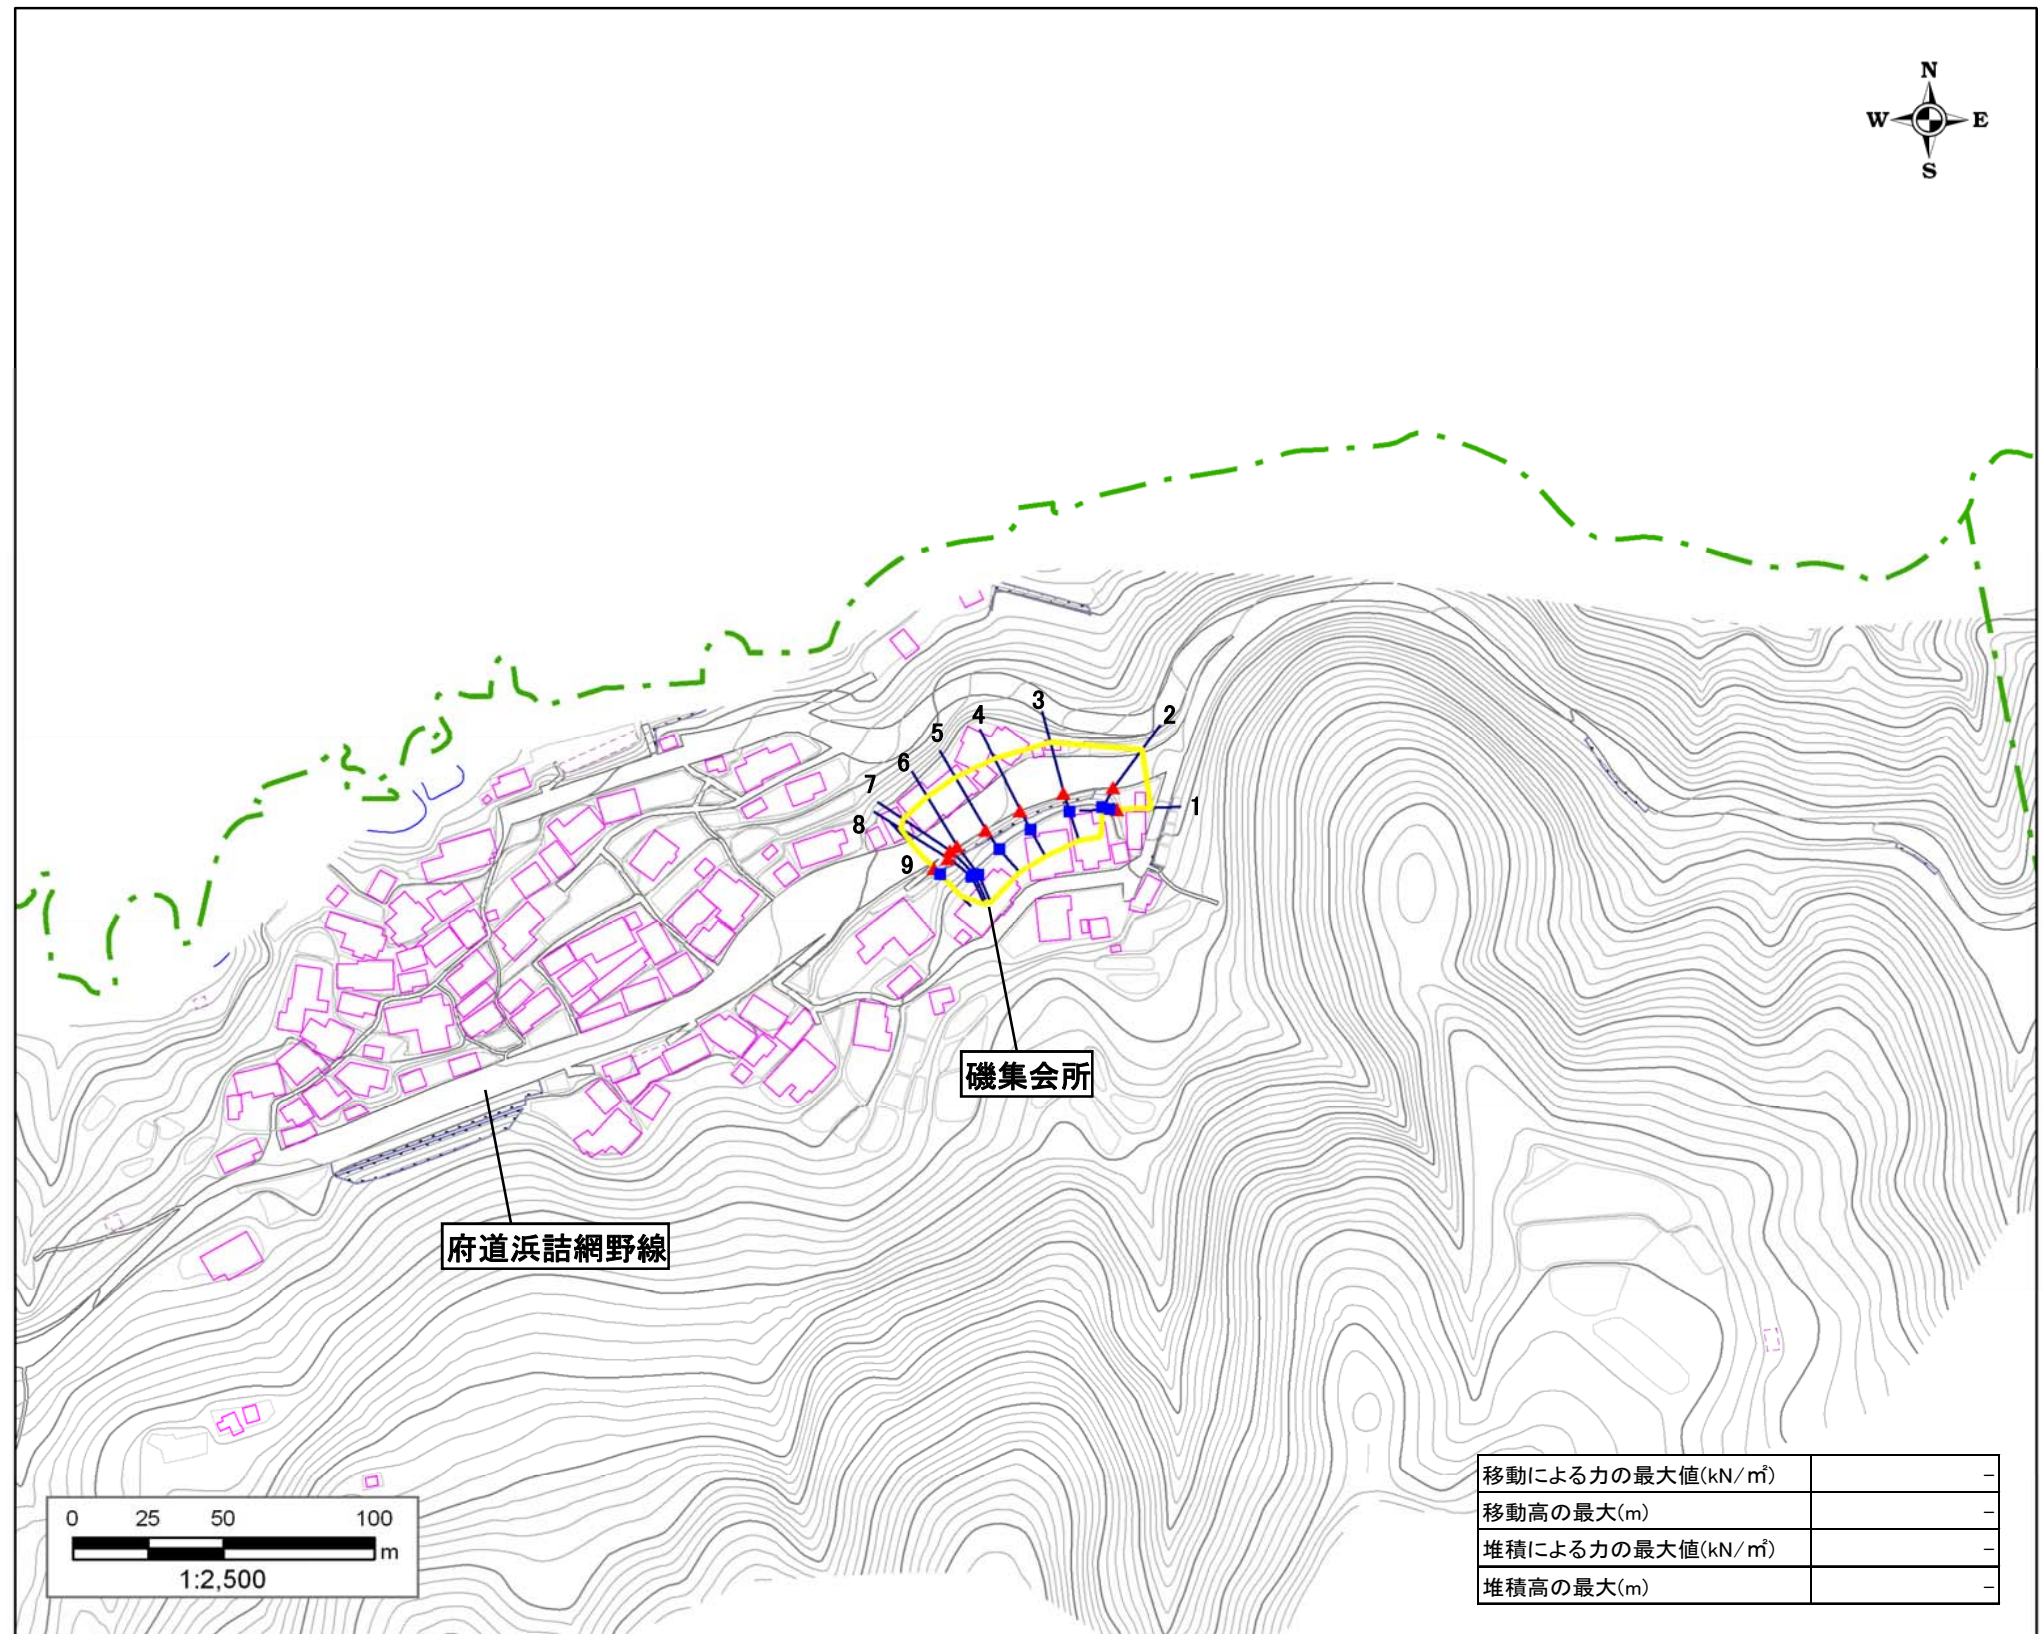 N
W E
S
3
2
4
5
6
7
1
8
9
磯集会所
府道浜詰網野線
移動による力の最大値(kN/㎡) －
移動高の最大(m) －
堆積による力の最大値(kN/㎡) －
堆積高の最大(m) －
0 25 50 100
m
1:2,500